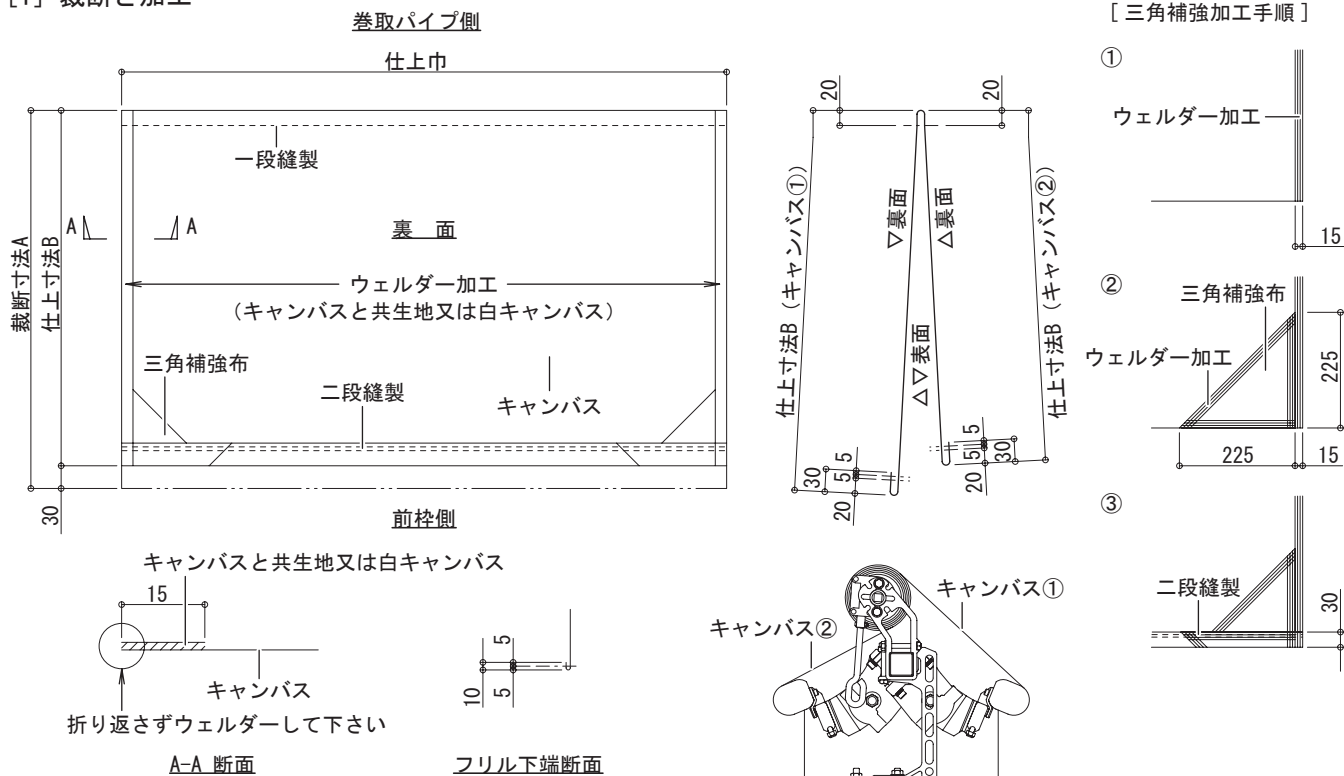 巻取パイプ側
仕上巾
裁断寸法A
仕上寸法B
一段縫製
A
A
裏 面
ウェルダー加工
(キャンバスと共生地又は白キャンバス)
三角補強布
二段縫製
キャンバス
30
前枠側
20
20
仕上寸法B (キャンバス①)
▽裏面
△裏面
仕上寸法B (キャンバス②)
△▽表面
5
5
30
20
5
5
30
20
[ 三角補強加工手順 ]
①
ウェルダー加工
15
②
三角補強布
ウェルダー加工
225
225
15
③
二段縫製
30
キャンバスと共生地又は白キャンバス
15
キャンバス
折り返さずウェルダーして下さい
A-A 断面
5
10
5
フリル下端断面
キャンバス①
キャンバス②